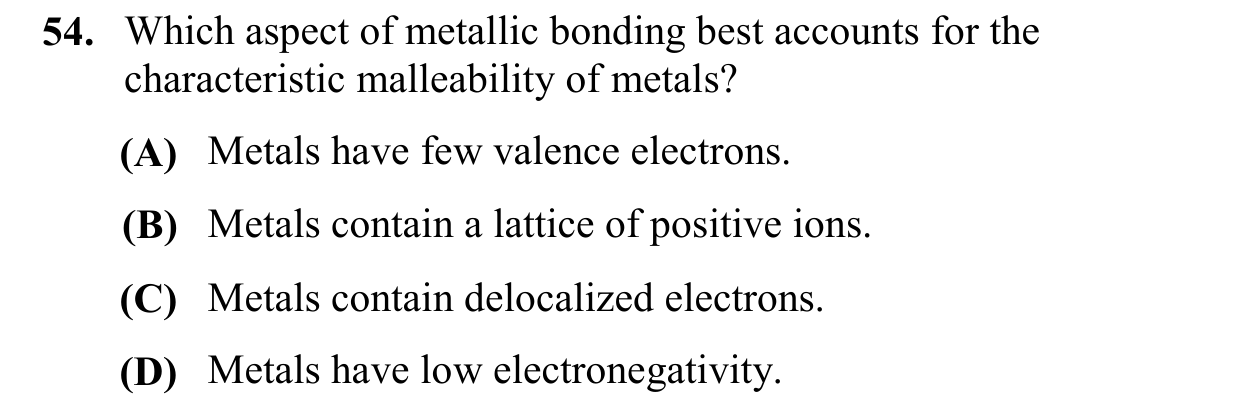 54. Which aspect of metallic bonding best accounts for the
characteristic malleability of metals?
(A) Metals have few valence electrons.
(B) Metals contain a lattice of positive ions.
(C) Metals contain delocalized electrons.
(D) Metals have low electronegativity.